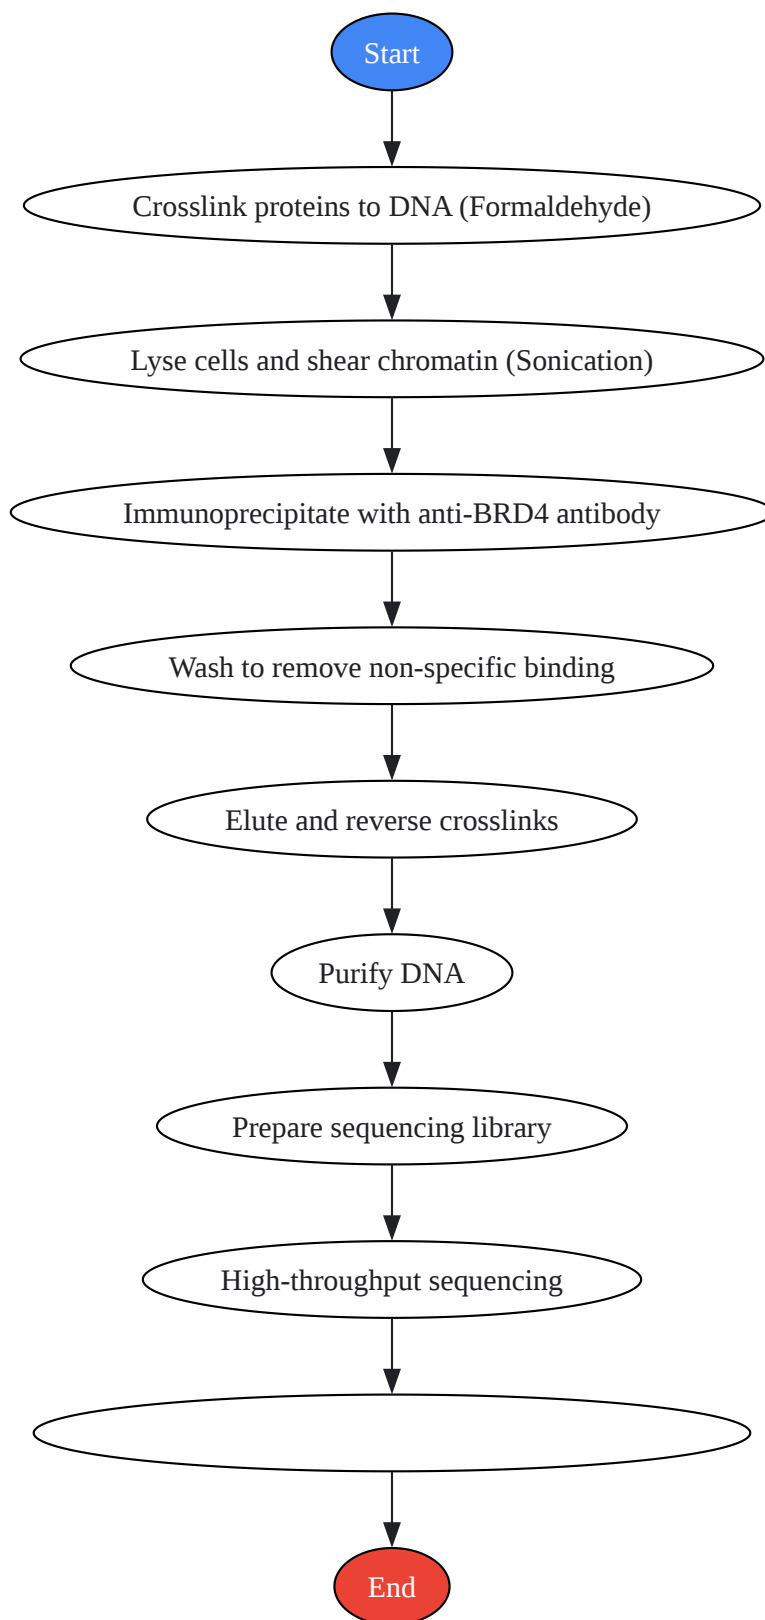 Start
Crosslink proteins to DNA (Formaldehyde)
Lyse cells and shear chromatin (Sonication)
Immunoprecipitate with anti-BRD4 antibody
Wash to remove non-specific binding
Elute and reverse crosslinks
Purify DNA
Prepare sequencing library
High-throughput sequencing
End